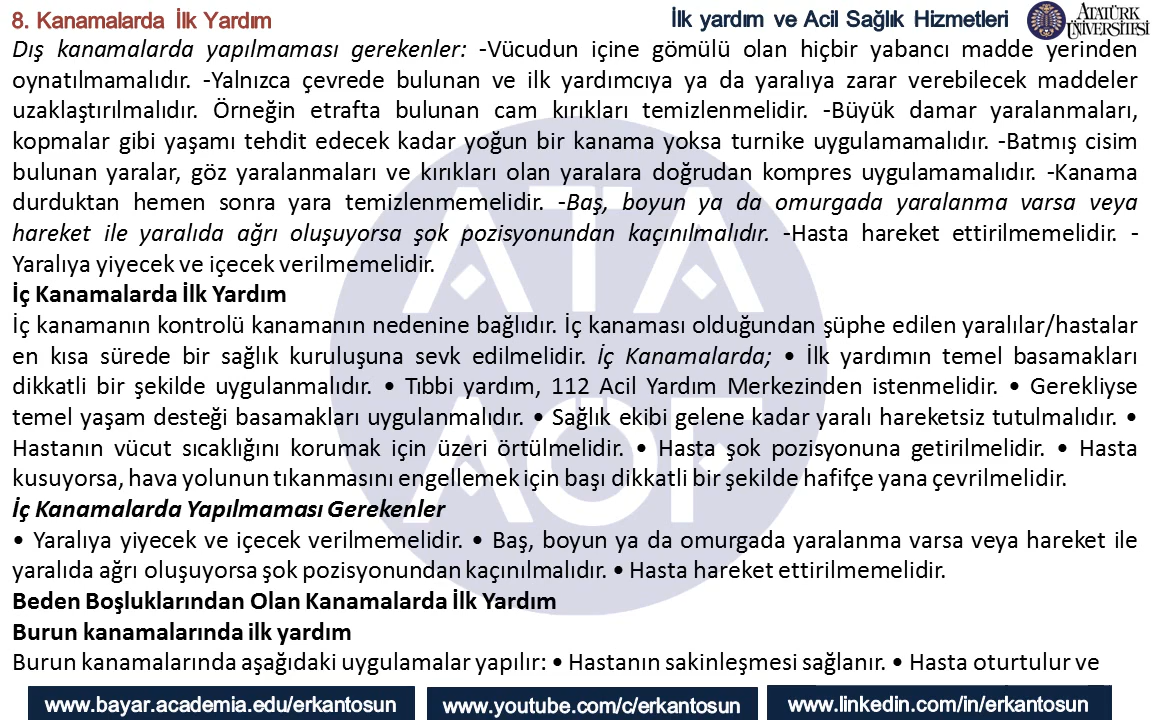 8. Kanamalarda İlk Yardım
İlk yardım ve Acil Sağlık Hizmetleri
ATATÜRK
ÜNİVERSİTESİ
Dış kanamalarda yapılmaması gerekenler: -Vücudun içine gömülü olan hiçbir yabancı madde yerinden
oynatılmamalıdır. -Yalnızca çevrede bulunan ve ilk yardımcıya ya da yaralıya zarar verebilecek maddeler
uzaklaştırılmalıdır. Örneğin etrafta bulunan cam kırıkları temizlenmelidir. -Büyük damar yaralanmaları,
kopmalar gibi yaşamı tehdit edecek kadar yoğun bir kanama yoksa turnike uygulamamalıdır. -Batmış cisim
bulunan yaralar, göz yaralanmaları ve kırıkları olan yaralara doğrudan kompres uygulamamalıdır. -Kanama
durduktan hemen sonra yara temizlenmemelidir. -Baş, boyun ya da omurgada yaralanma varsa veya
hareket ile yaralıda ağrı oluşuyorsa şok pozisyonundan kaçınılmalıdır. -Hasta hareket ettirilmemelidir. -
Yaralıya yiyecek ve içecek verilmemelidir.
İç Kanamalarda İlk Yardım
İç kanamanın kontrolü kanamanın nedenine bağlıdır. İç kanaması olduğundan şüphe edilen yaralılar/hastalar
en kısa sürede bir sağlık kuruluşuna sevk edilmelidir. İç Kanamalarda; • İlk yardımın temel basamakları
dikkatli bir şekilde uygulanmalıdır. • Tıbbi yardım, 112 Acil Yardım Merkezinden istenmelidir. • Gerekliyse
temel yaşam desteği basamakları uygulanmalıdır. • Sağlık ekibi gelene kadar yaralı hareketsiz tutulmalıdır. •
Hastanın vücut sıcaklığını korumak için üzeri örtülmelidir. • Hasta şok pozisyonuna getirilmelidir. • Hasta
kusuyorsa, hava yolunun tıkanmasını engellemek için başı dikkatli bir şekilde hafifçe yana çevrilmelidir.
İç Kanamalarda Yapılmaması Gerekenler
• Yaralıya yiyecek ve içecek verilmemelidir. • Baş, boyun ya da omurgada yaralanma varsa veya hareket ile
yaralıda ağrı oluşuyorsa şok pozisyonundan kaçınılmalıdır. • Hasta hareket ettirilmemelidir.
Beden Boşluklarından Olan Kanamalarda İlk Yardım
Burun kanamalarında ilk yardım
Burun kanamalarında aşağıdaki uygulamalar yapılır: • Hastanın sakinleşmesi sağlanır. • Hasta oturtulur ve
ATA
AÖF
www.bayar.academia.edu/erkantosun
www.youtube.com/c/erkantosun
www.linkedin.com/in/erkantosun